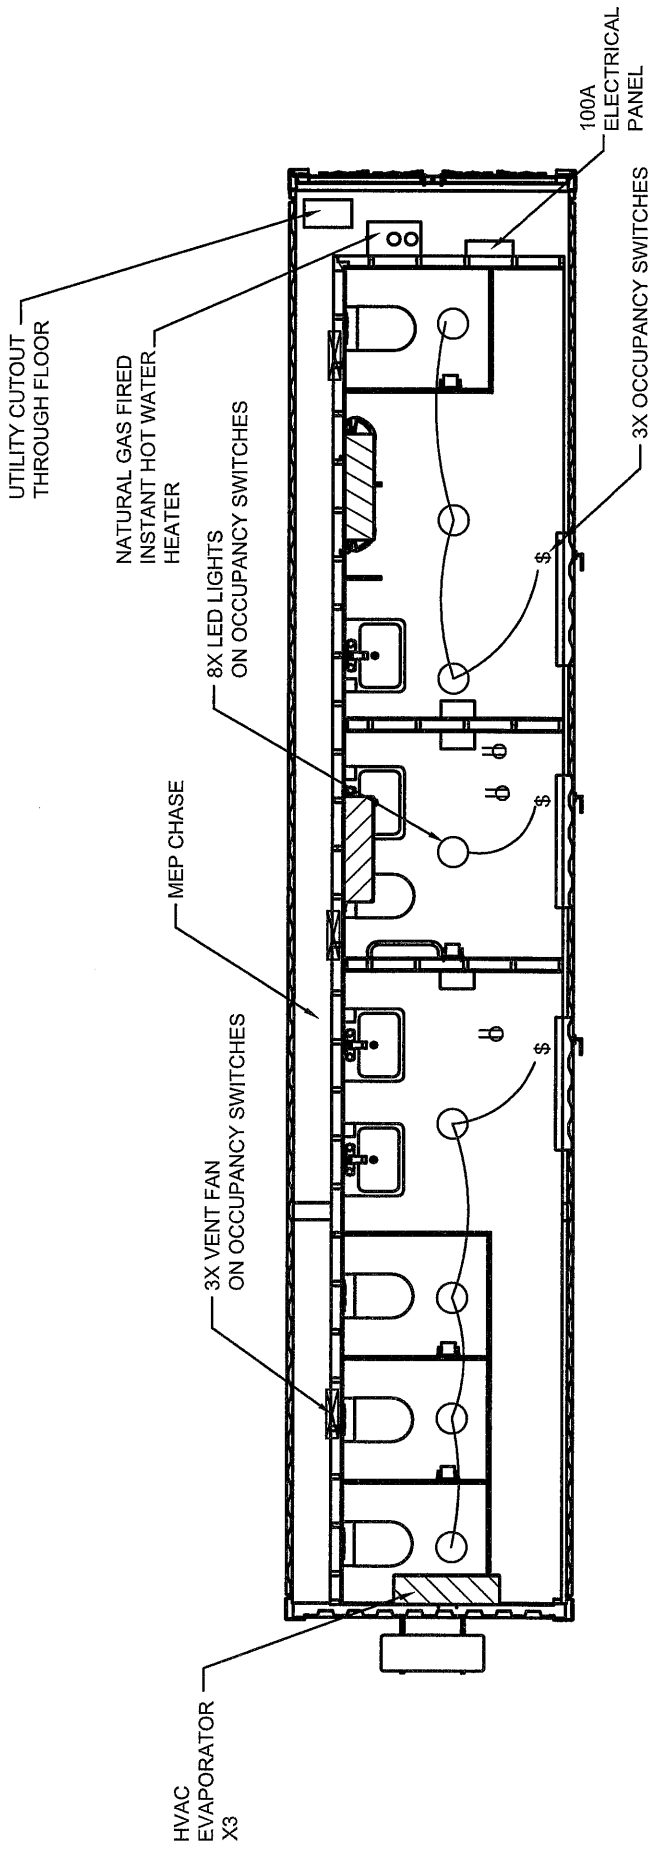 UTILITY CUTOUT
THROUGH FLOOR
NATURAL GAS FIRED
INSTANT HOT WATER
HEATER
8X LED LIGHTS
ON OCCUPANCY SWITCHES
MEP CHASE
3X VENT FAN
ON OCCUPANCY SWITCHES
HVAC
EVAPORATOR
X3
100A
ELECTRICAL
PANEL
3X OCCUPANCY SWITCHES
$
$
$